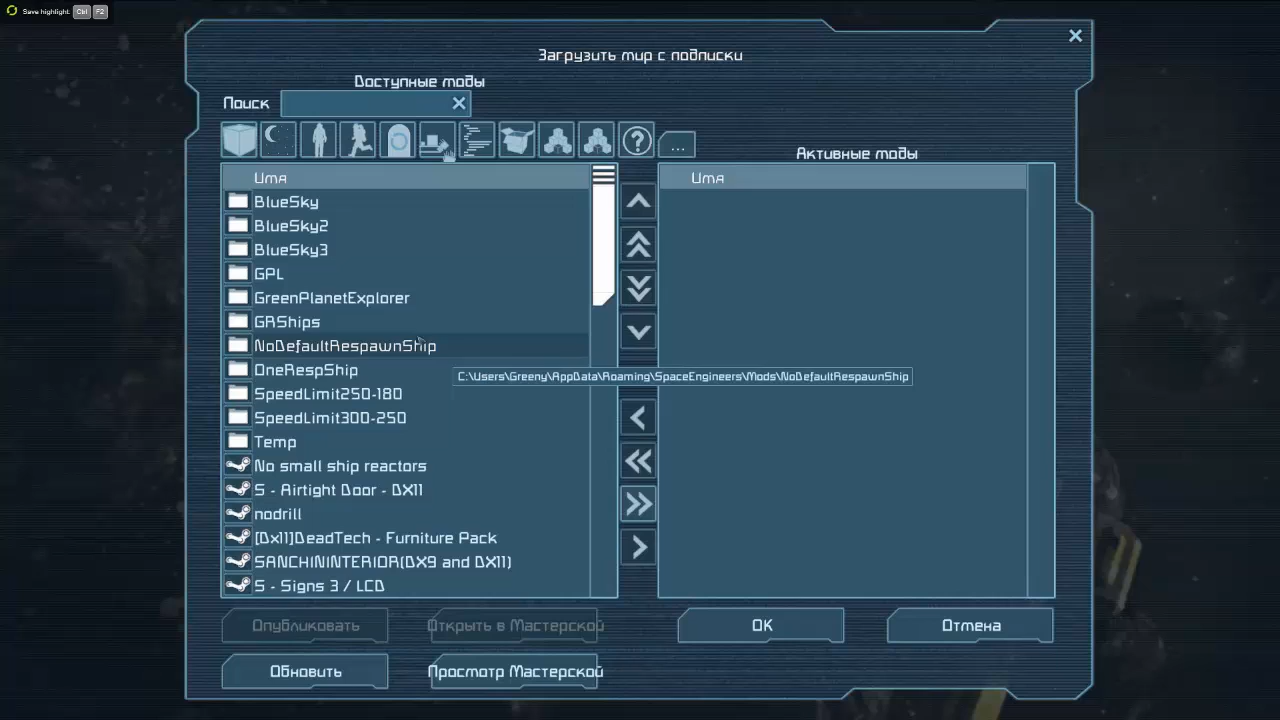 Save highlight: Ctrl F2
Загрузить мир с подписки
Доступные моды
Поиск
...
Активные моды
Имя
Имя
BlueSky
BlueSky2
BlueSky3
GPL
GreenPlanetExplorer
GRShips
NoDefaultRespawnShip
OneRespShip
C:\Users\Greeny\AppData\Roaming\SpaceEngineers\Mods\NoDefaultRespawnShip
SpeedLimit250-180
SpeedLimit300-250
Temp
No small ship reactors
S - Airtight Door - DX11
nodrill
[Dx11]DeadTech - Furniture Pack
SANCHININTERIOR(DX9 and DX11)
S - Signs 3 / LCD
Опубликовать
Открыть в Мастерской
OK
Отмена
Обновить
Просмотр Мастерской